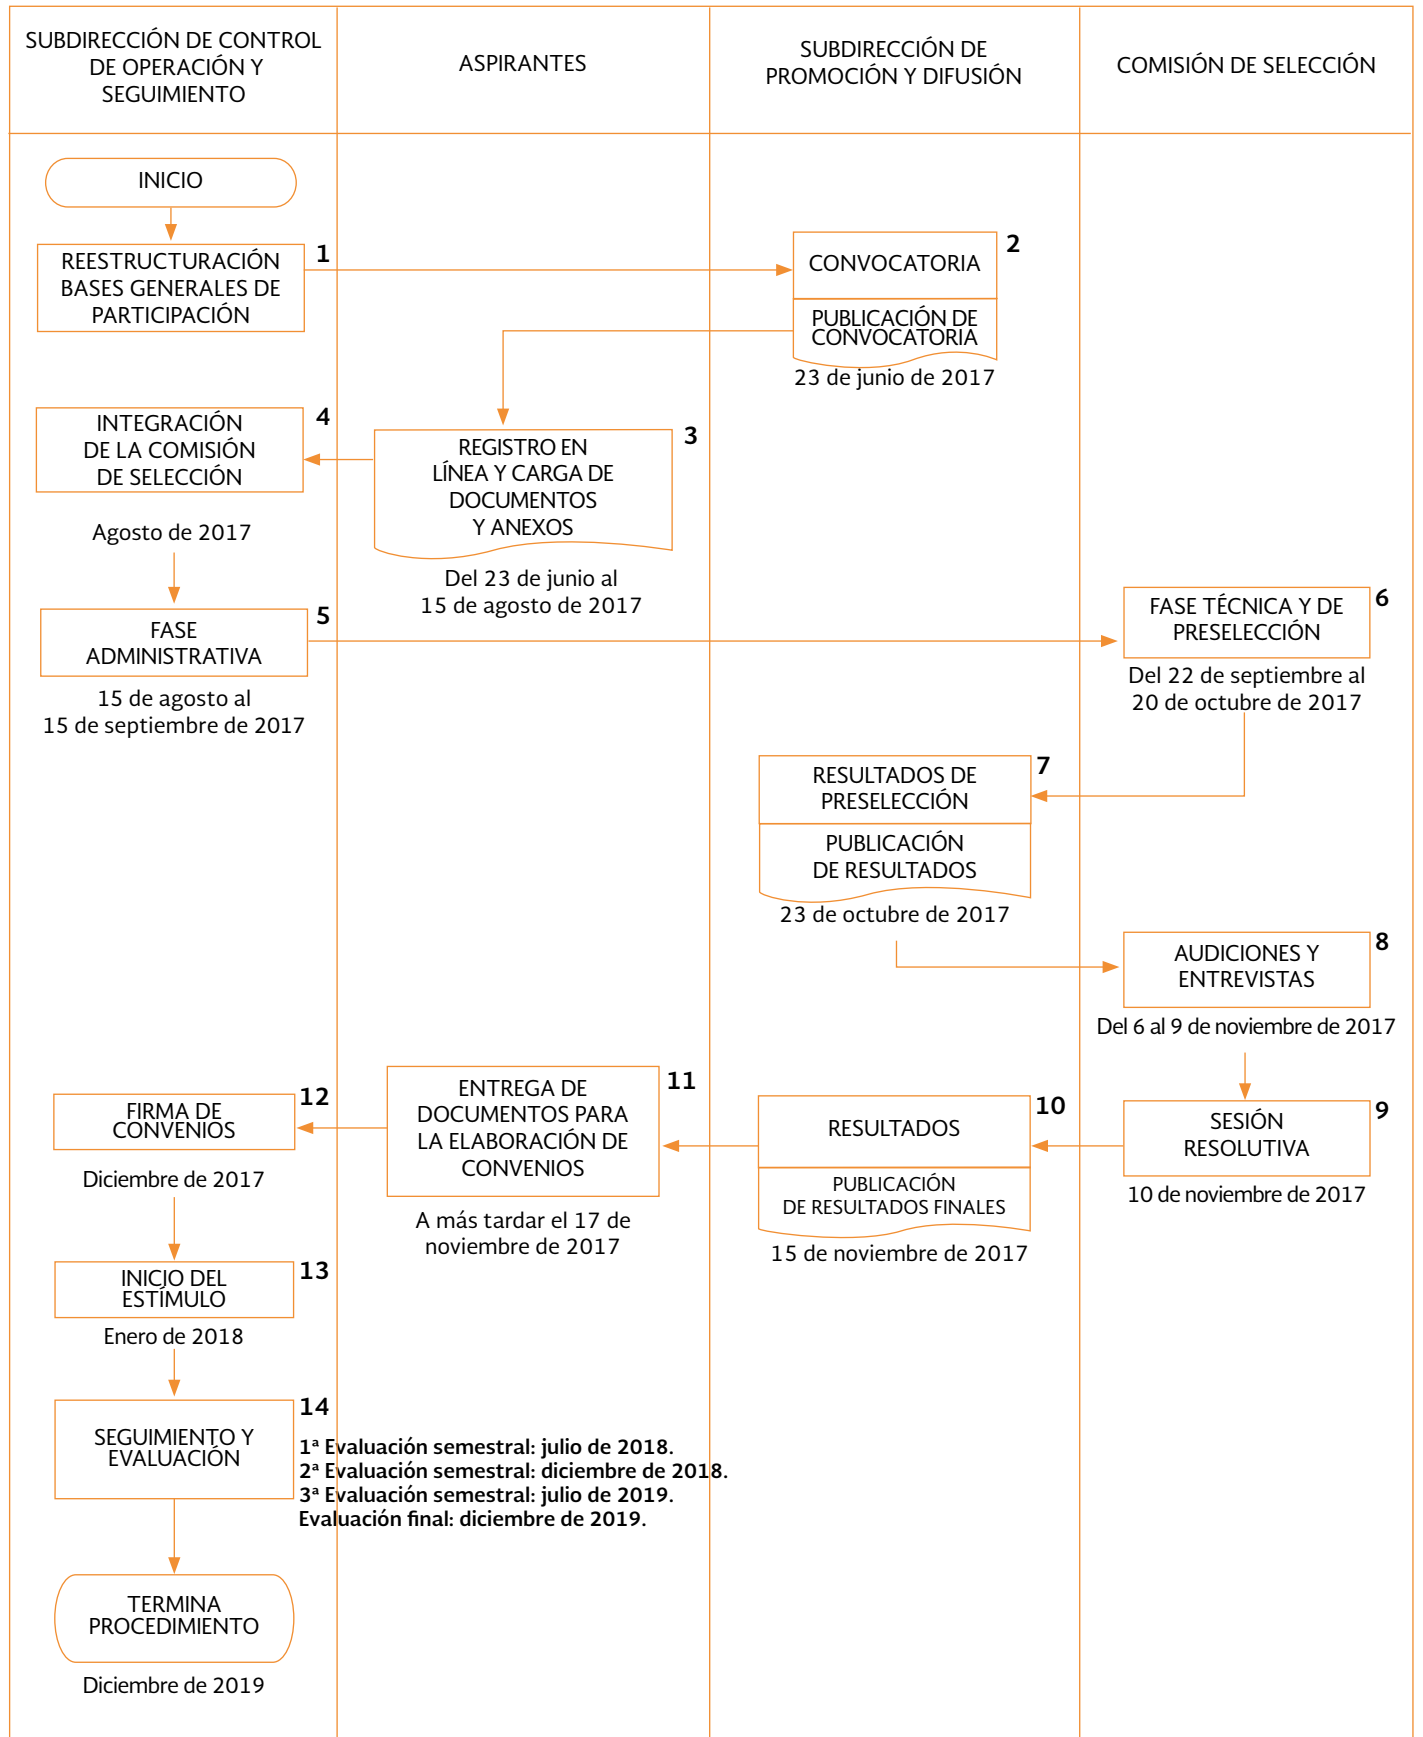 SUBDIRECCIÓN DE CONTROL
DE OPERACIÓN Y
SEGUIMIENTO
ASPIRANTES
SUBDIRECCIÓN DE
PROMOCIÓN Y DIFUSIÓN
COMISIÓN DE SELECCIÓN
INICIO
1
REESTRUCTURACIÓN
BASES GENERALES DE
PARTICIPACIÓN
2
CONVOCATORIA
PUBLICACIÓN DE
CONVOCATORIA
23 de junio de 2017
3
REGISTRO EN
LÍNEA Y CARGA DE
DOCUMENTOS
Y ANEXOS
Del 23 de junio al
15 de agosto de 2017
4
INTEGRACIÓN
DE LA COMISIÓN
DE SELECCIÓN
Agosto de 2017
5
FASE
ADMINISTRATIVA
15 de agosto al
15 de septiembre de 2017
6
FASE TÉCNICA Y DE
PRESELECCIÓN
Del 22 de septiembre al
20 de octubre de 2017
7
RESULTADOS DE
PRESELECCIÓN
PUBLICACIÓN
DE RESULTADOS
23 de octubre de 2017
8
AUDICIONES Y
ENTREVISTAS
Del 6 al 9 de noviembre de 2017
9
SESIÓN
RESOLUTIVA
10 de noviembre de 2017
10
RESULTADOS
PUBLICACIÓN
DE RESULTADOS FINALES
15 de noviembre de 2017
11
ENTREGA DE
DOCUMENTOS PARA
LA ELABORACIÓN DE
CONVENIOS
A más tardar el 17 de
noviembre de 2017
12
FIRMA DE
CONVENIOS
Diciembre de 2017
13
INICIO DEL
ESTÍMULO
Enero de 2018
14
SEGUIMIENTO Y
EVALUACIÓN
1ª Evaluación semestral: julio de 2018.
2ª Evaluación semestral: diciembre de 2018.
3ª Evaluación semestral: julio de 2019.
Evaluación final: diciembre de 2019.
TERMINA
PROCEDIMIENTO
Diciembre de 2019